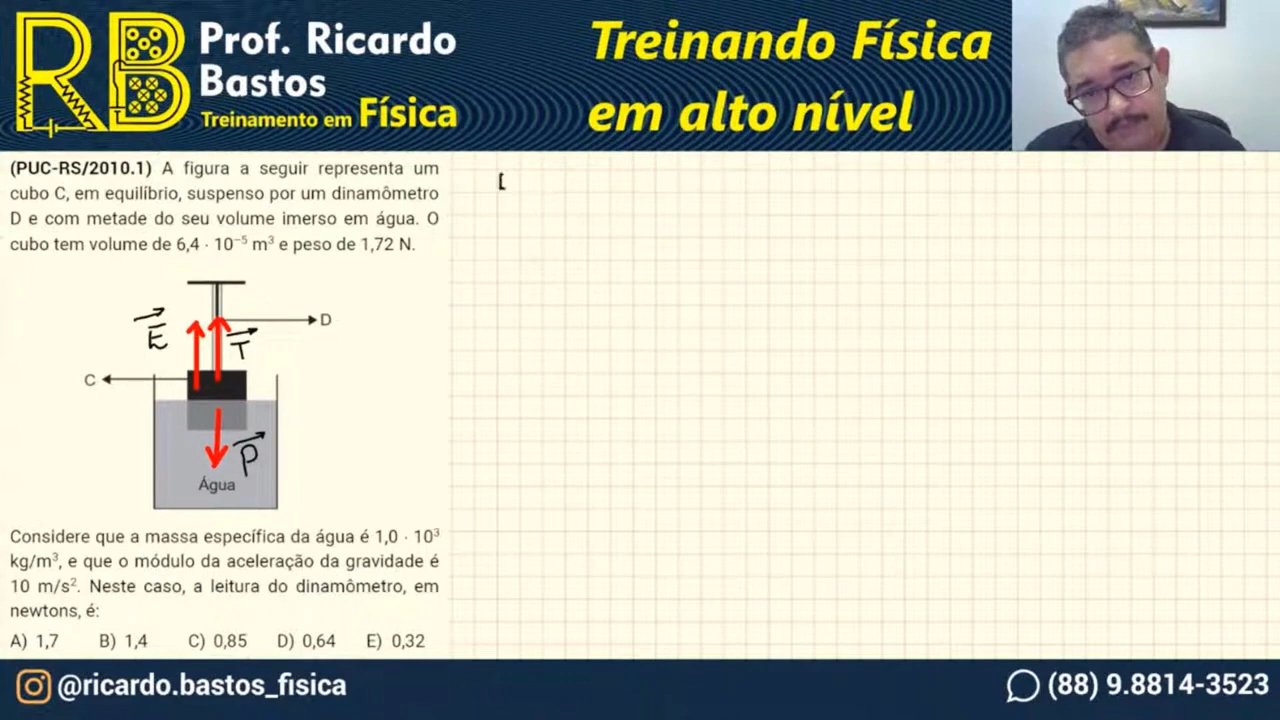 RB
Prof. Ricardo
Bastos
Treinamento em Física
Treinando Física
em alto nível
(PUC-RS/2010.1) A figura a seguir representa um
cubo C, em equilíbrio, suspenso por um dinamômetro
D e com metade do seu volume imerso em água. O
cubo tem volume de 6,4 · 10⁻⁵ m³ e peso de 1,72 N.
D
E
T
C
P
Água
Considere que a massa específica da água é 1,0 · 10³
kg/m³, e que o módulo da aceleração da gravidade é
10 m/s². Neste caso, a leitura do dinamômetro, em
newtons, é:
A) 1,7 B) 1,4 C) 0,85 D) 0,64 E) 0,32
@ricardo.bastos_fisica
(88) 9.8814-3523